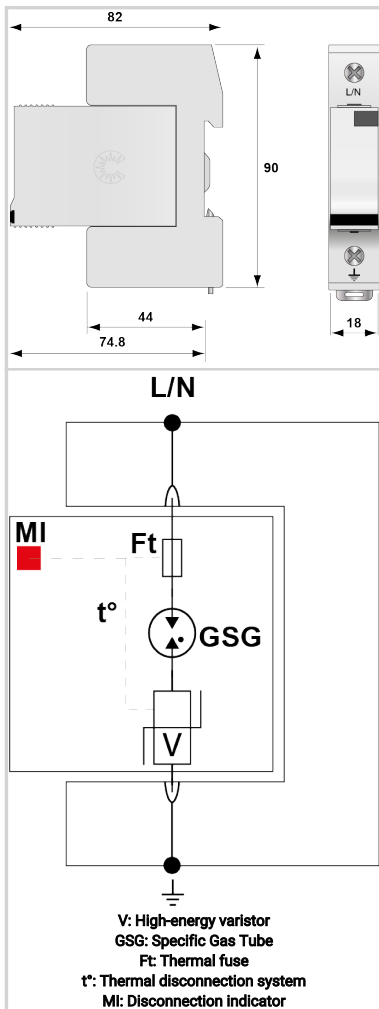 82
L/N
90
44
74.8
18
L/N
MI
Ft
t°
GSG
V
V: High-energy varistor
GSG: Specific Gas Tube
Ft: Thermal fuse
t°: Thermal disconnection system
MI: Disconnection indicator